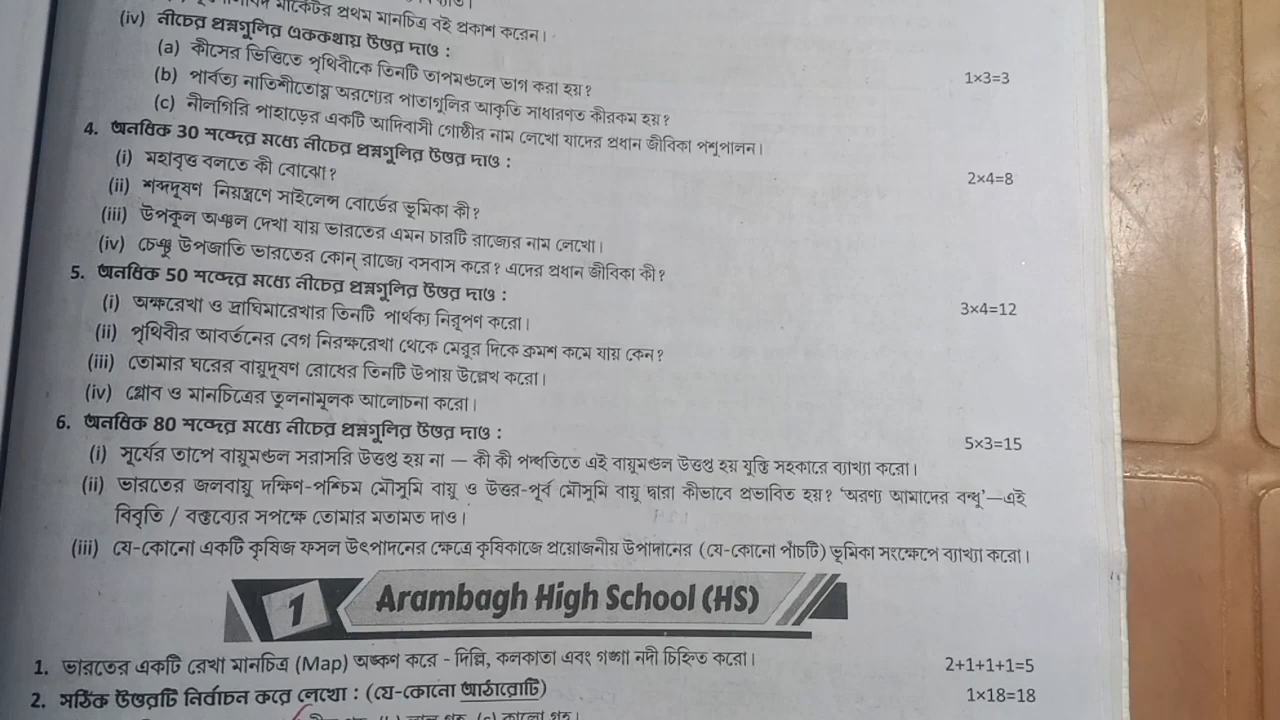 মার্কেটর প্রথম মানচিত্র বই প্রকাশ করেন।
(iv) নীচের প্রশ্নগুলির এককথায় উত্তর দাও : 1×3=3
(a) কীসের ভিত্তিতে পৃথিবীকে তিনটি তাপমণ্ডলে ভাগ করা হয়?
(b) পার্বত্য নাতিশীতোষ্ণ অরণ্যের পাতাগুলির আকৃতি সাধারণত কীরকম হয়?
(c) নীলগিরি পাহাড়ের একটি আদিবাসী গোষ্ঠীর নাম লেখো যাদের প্রধান জীবিকা পশুপালন।
4. অনধিক 30 শব্দের মধ্যে নীচের প্রশ্নগুলির উত্তর দাও : 2×4=8
(i) মহাবৃত্ত বলতে কী বোঝো?
(ii) শব্দদূষণ নিয়ন্ত্রণে সাইলেন্স বোর্ডের ভূমিকা কী?
(iii) উপকূল অঞ্চল দেখা যায় ভারতের এমন চারটি রাজ্যের নাম লেখো।
(iv) চেঞ্চু উপজাতি ভারতের কোন্ রাজ্যে বসবাস করে? এদের প্রধান জীবিকা কী?
5. অনধিক 50 শব্দের মধ্যে নীচের প্রশ্নগুলির উত্তর দাও : 3×4=12
(i) অক্ষরেখা ও দ্রাঘিমারেখার তিনটি পার্থক্য নিরূপণ করো।
(ii) পৃথিবীর আবর্তনের বেগ নিরক্ষরেখা থেকে মেরুর দিকে ক্রমশ কমে যায় কেন?
(iii) তোমার ঘরের বায়ুদূষণ রোধের তিনটি উপায় উল্লেখ করো।
(iv) গ্লোব ও মানচিত্রের তুলনামূলক আলোচনা করো।
6. অনধিক 80 শব্দের মধ্যে নীচের প্রশ্নগুলির উত্তর দাও : 5×3=15
(i) সূর্যের তাপে বায়ুমণ্ডল সরাসরি উত্তপ্ত হয় না — কী কী পদ্ধতিতে এই বায়ুমণ্ডল উত্তপ্ত হয় যুক্তি সহকারে ব্যাখ্যা করো।
(ii) ভারতের জলবায়ু দক্ষিণ-পশ্চিম মৌসুমি বায়ু ও উত্তর-পূর্ব মৌসুমি বায়ু দ্বারা কীভাবে প্রভাবিত হয়? 'অরণ্য আমাদের বন্ধু'—এই
বিবৃতি / বক্তব্যের সপক্ষে তোমার মতামত দাও।
(iii) যে-কোনো একটি কৃষিজ ফসল উৎপাদনের ক্ষেত্রে কৃষিকাজে প্রয়োজনীয় উপাদানের (যে-কোনো পাঁচটি) ভূমিকা সংক্ষেপে ব্যাখ্যা করো।
1 Arambagh High School (HS)
1. ভারতের একটি রেখা মানচিত্র (Map) অঙ্কণ করে - দিল্লি, কলকাতা এবং গঙ্গা নদী চিহ্নিত করো। 2+1+1+1=5
2. সঠিক উত্তরটি নির্বাচন করে লেখো : (যে-কোনো আঠারোটি) 1×18=18